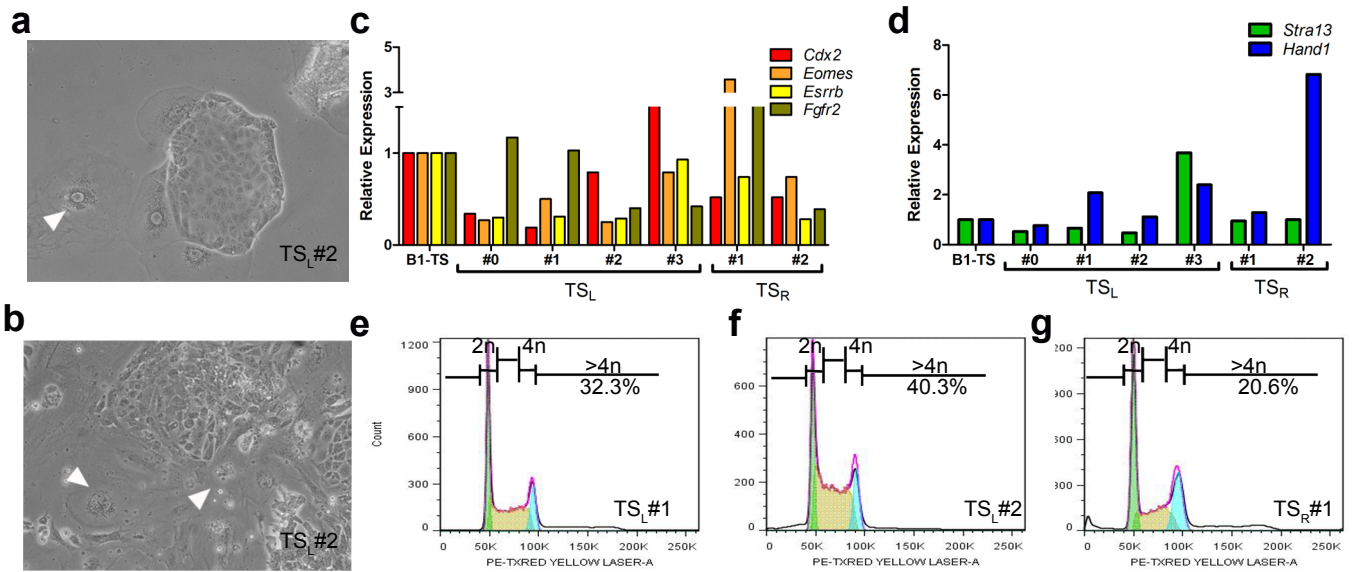 a
TSL#2
b
TSL#2
c
Relative Expression
5
3
1
0
Cdx2
Eomes
Esrrb
Fgfr2
B1-TS #0 #1 #2 #3 #1 #2
TSL TSR
d
Relative Expression
8
6
4
2
0
Stra13
Hand1
B1-TS #0 #1 #2 #3 #1 #2
TSL TSR
e
Count
1200
900
600
300
0
2n 4n
>4n
32.3%
TSL#1
0 50K 100K 150K 200K 250K
PE-TXRED YELLOW LASER-A
f
600
400
200
0
2n 4n
>4n
40.3%
TSL#2
0 50K 100K 150K 200K 250K
PE-TXRED YELLOW LASER-A
g
200
900
600
300
0
2n 4n
>4n
20.6%
TSR#1
0 50K 100K 150K 200K 250K
PE-TXRED YELLOW LASER-A